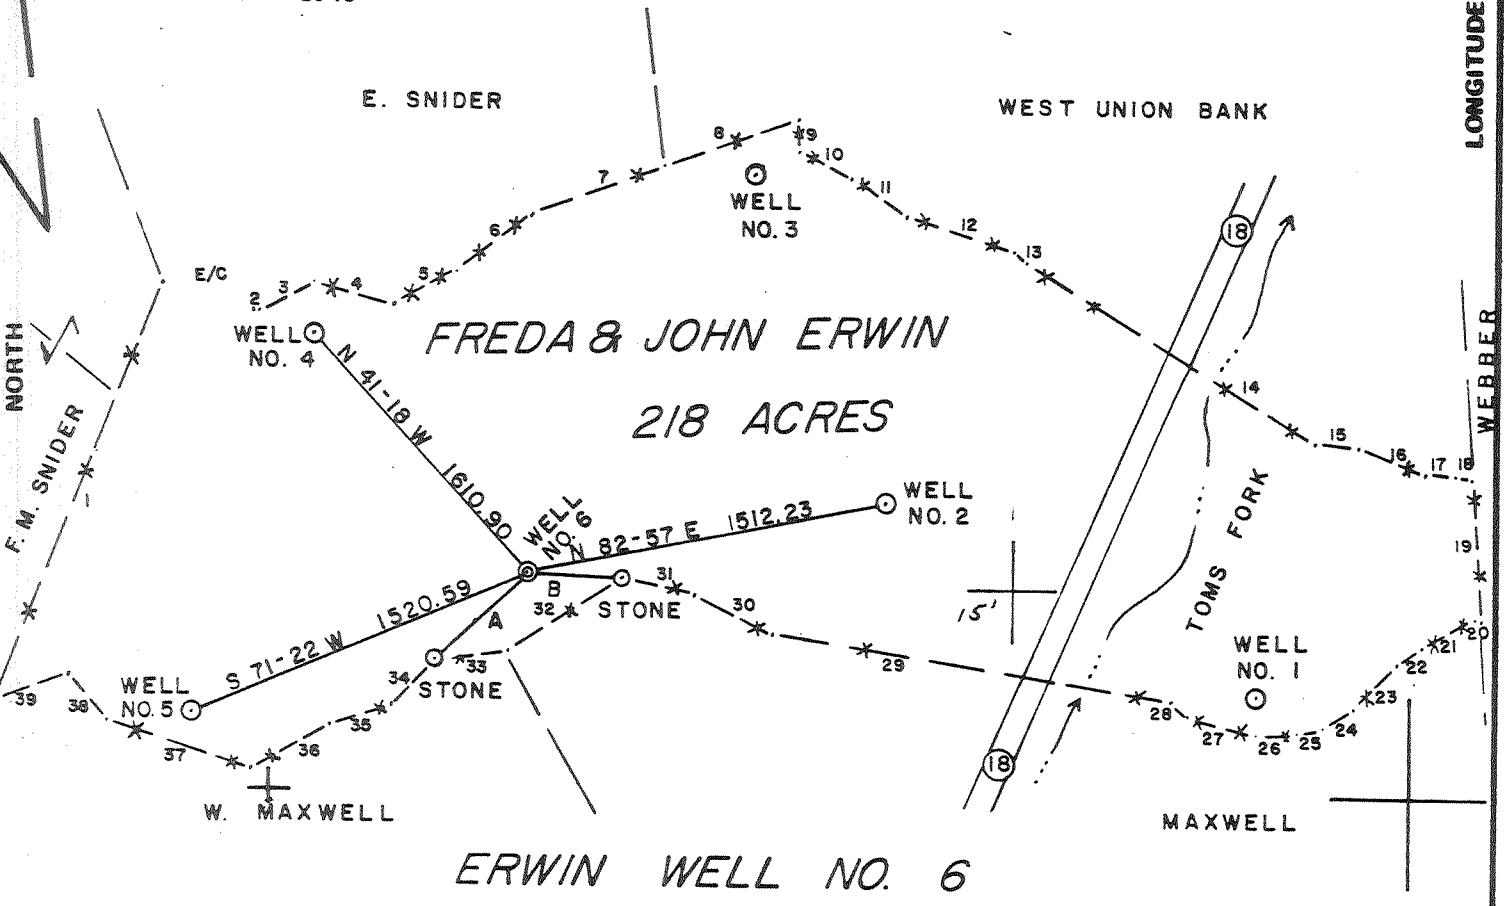 LONGITUDE
E. SNIDER
WEST UNION BANK
8
9
10
7
11
WELL
NO. 3
6
12
18
13
E/C
5
4
3
2
WELL
NO. 4
FREDA & JOHN ERWIN
NORTH
WEBBER
N 41-18 W 1610.90
14
218 ACRES
F. M. SNIDER
15
16
17
18
WELL
NO. 2
WELL
NO. 6
N 82-57 E 1512.23
TOMS FORK
19
31
B
32
STONE
30
15'
S 71-22 W 1520.59
A
20
21
WELL
NO. 1
22
33
29
34
STONE
23
39
38
WELL
NO. 5
28
35
24
27
26
25
37
36
18
W. MAXWELL
MAXWELL
ERWIN WELL NO. 6